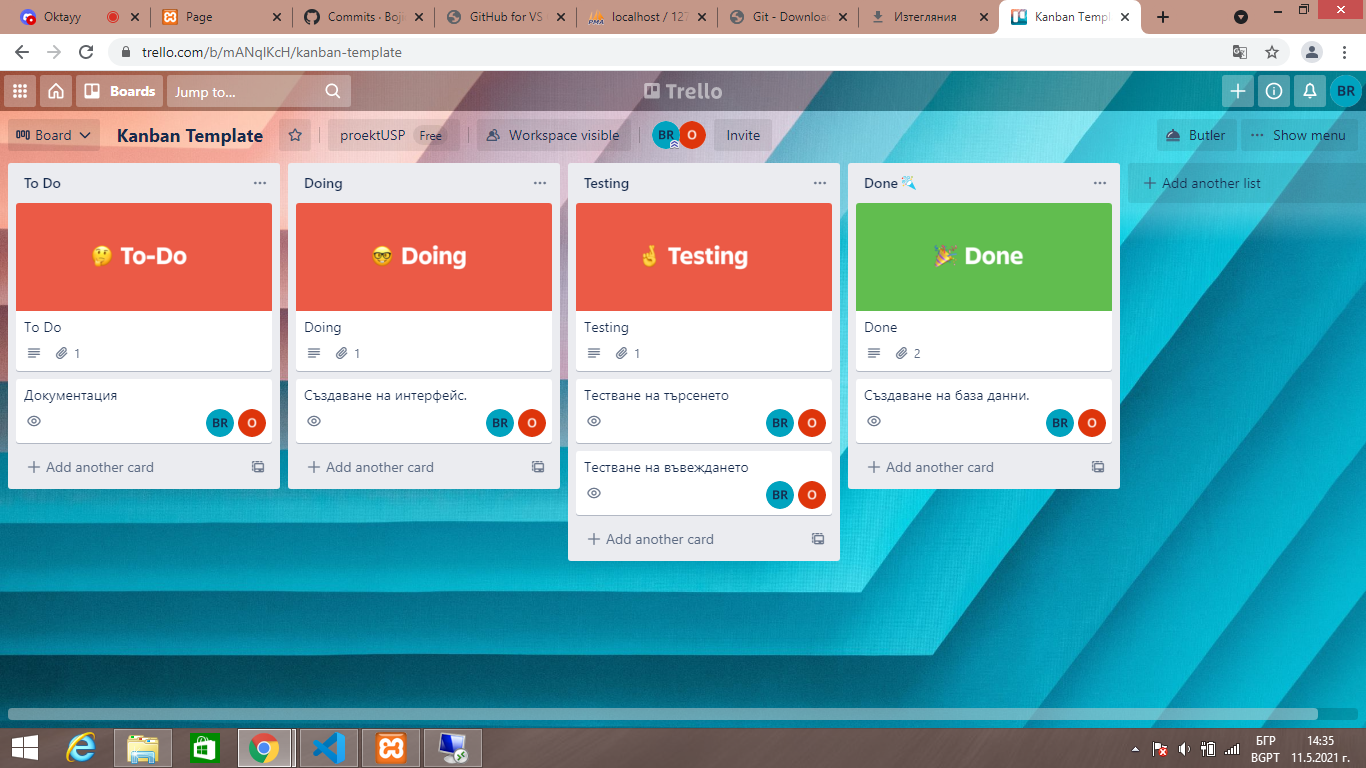 Oktayy
Page
Commits · Boji
GitHub for VS
localhost / 127
Git - Downloa
Изтегляния
Kanban Templ
trello.com/b/mANqlKcH/kanban-template
Boards
Jump to...
Trello
BR
Board
Kanban Template
proektUSP
Free
Workspace visible
BR
O
Invite
Butler
Show menu
To Do
To-Do
To Do
1
Документация
BR
O
Add another card
Doing
Doing
Doing
1
Създаване на интерфейс.
BR
O
Add another card
Testing
Testing
Testing
1
Тестване на търсенето
BR
O
Тестване на въвеждането
BR
O
Add another card
Done
Done
Done
2
Създаване на база данни.
BR
O
Add another card
Add another list
БГР
BGPT
14:35
11.5.2021 г.